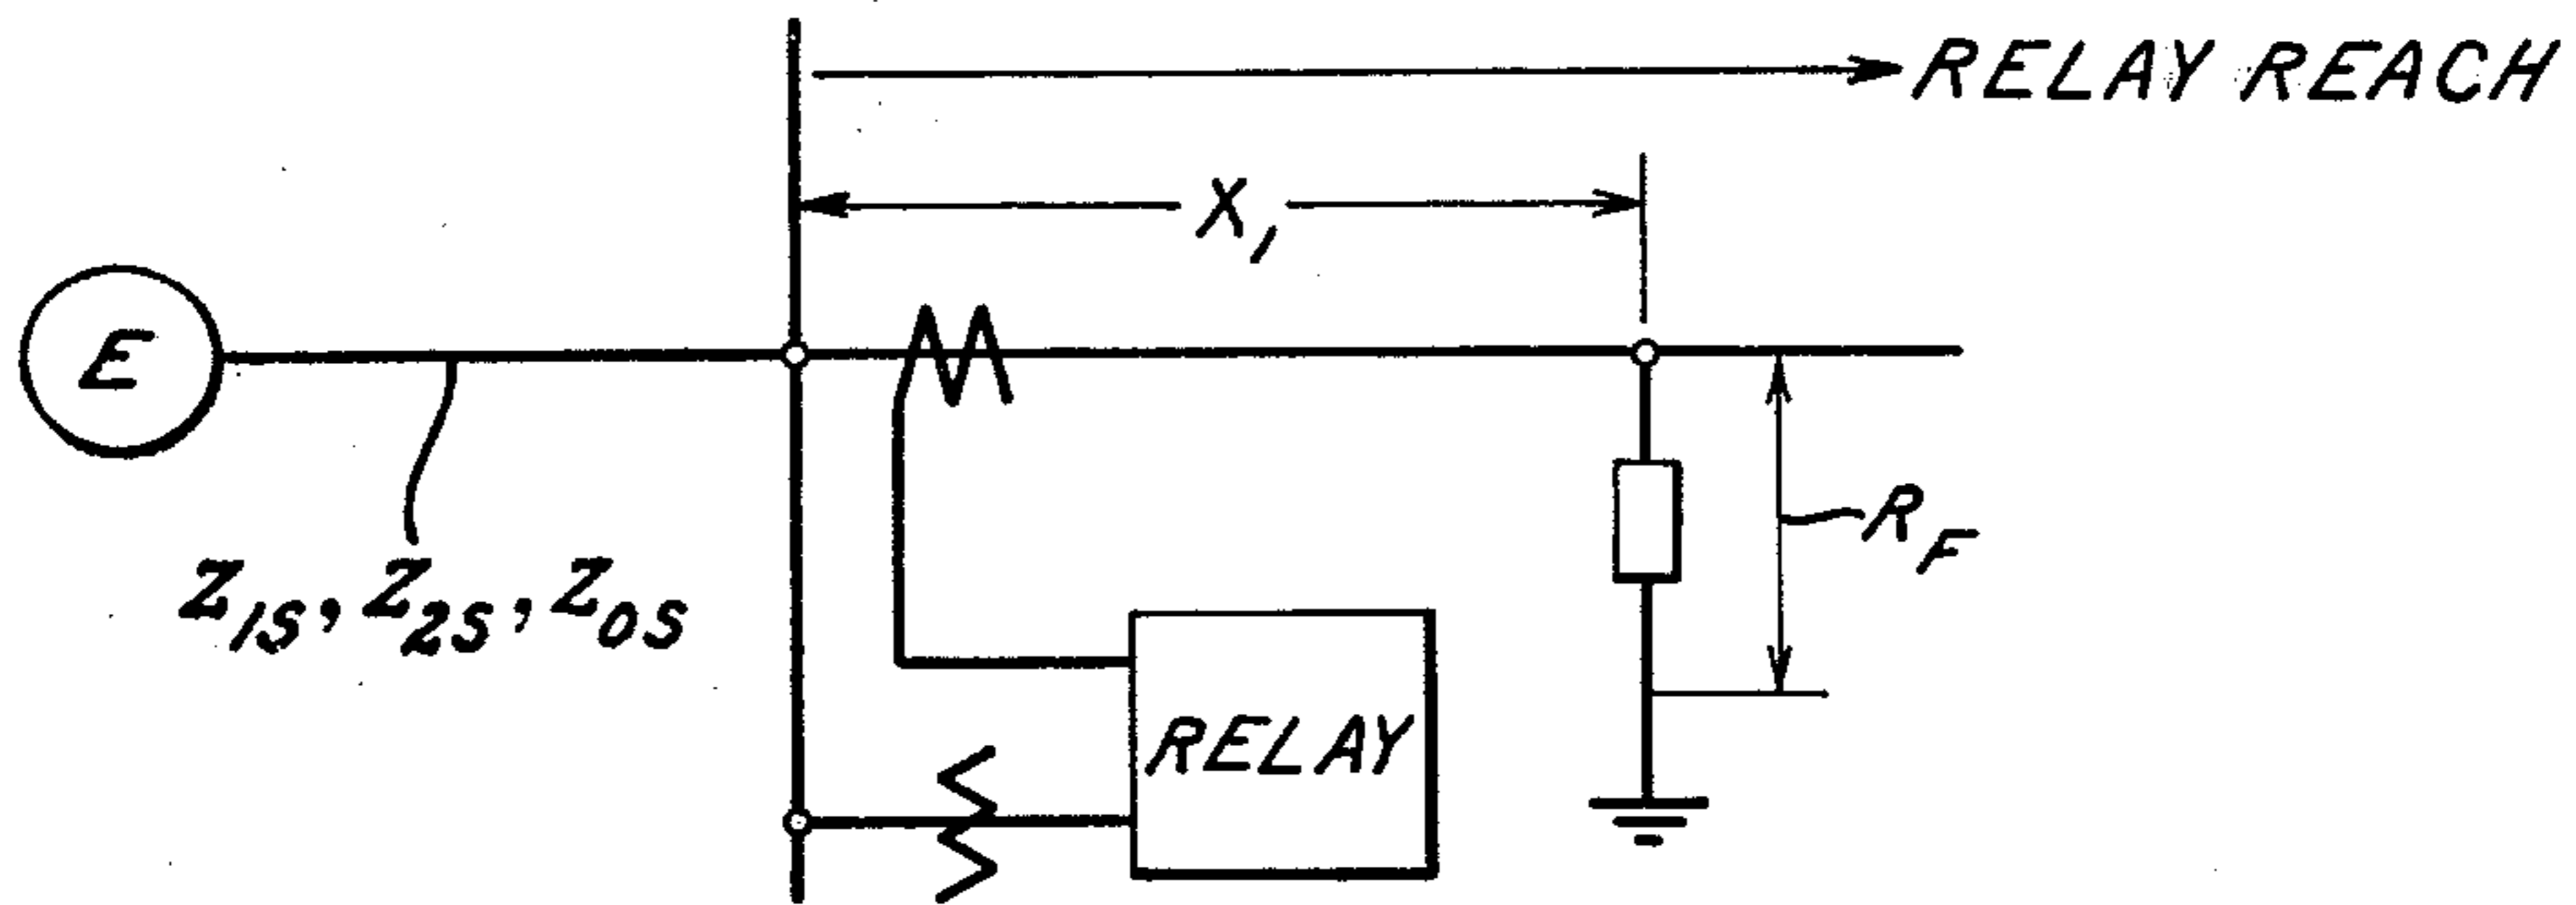 RELAY REACH
X1
E
Z1S, Z2S, Z0S
RF
RELAY